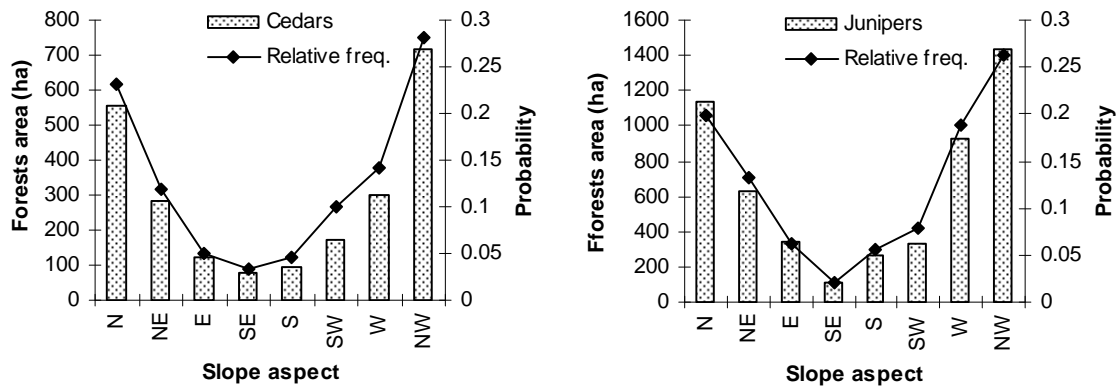 Cedars
Relative freq.
Forests area (ha)
800
700
600
500
400
300
200
100
0
0.3
0.25
0.2
0.15
0.1
0.05
0
Probability
N
NE
E
SE
S
SW
W
NW
Slope aspect
Junipers
Relative freq.
Fforests area (ha)
1600
1400
1200
1000
800
600
400
200
0
0.3
0.25
0.2
0.15
0.1
0.05
0
Probability
N
NE
E
SE
S
SW
W
NW
Slope aspect